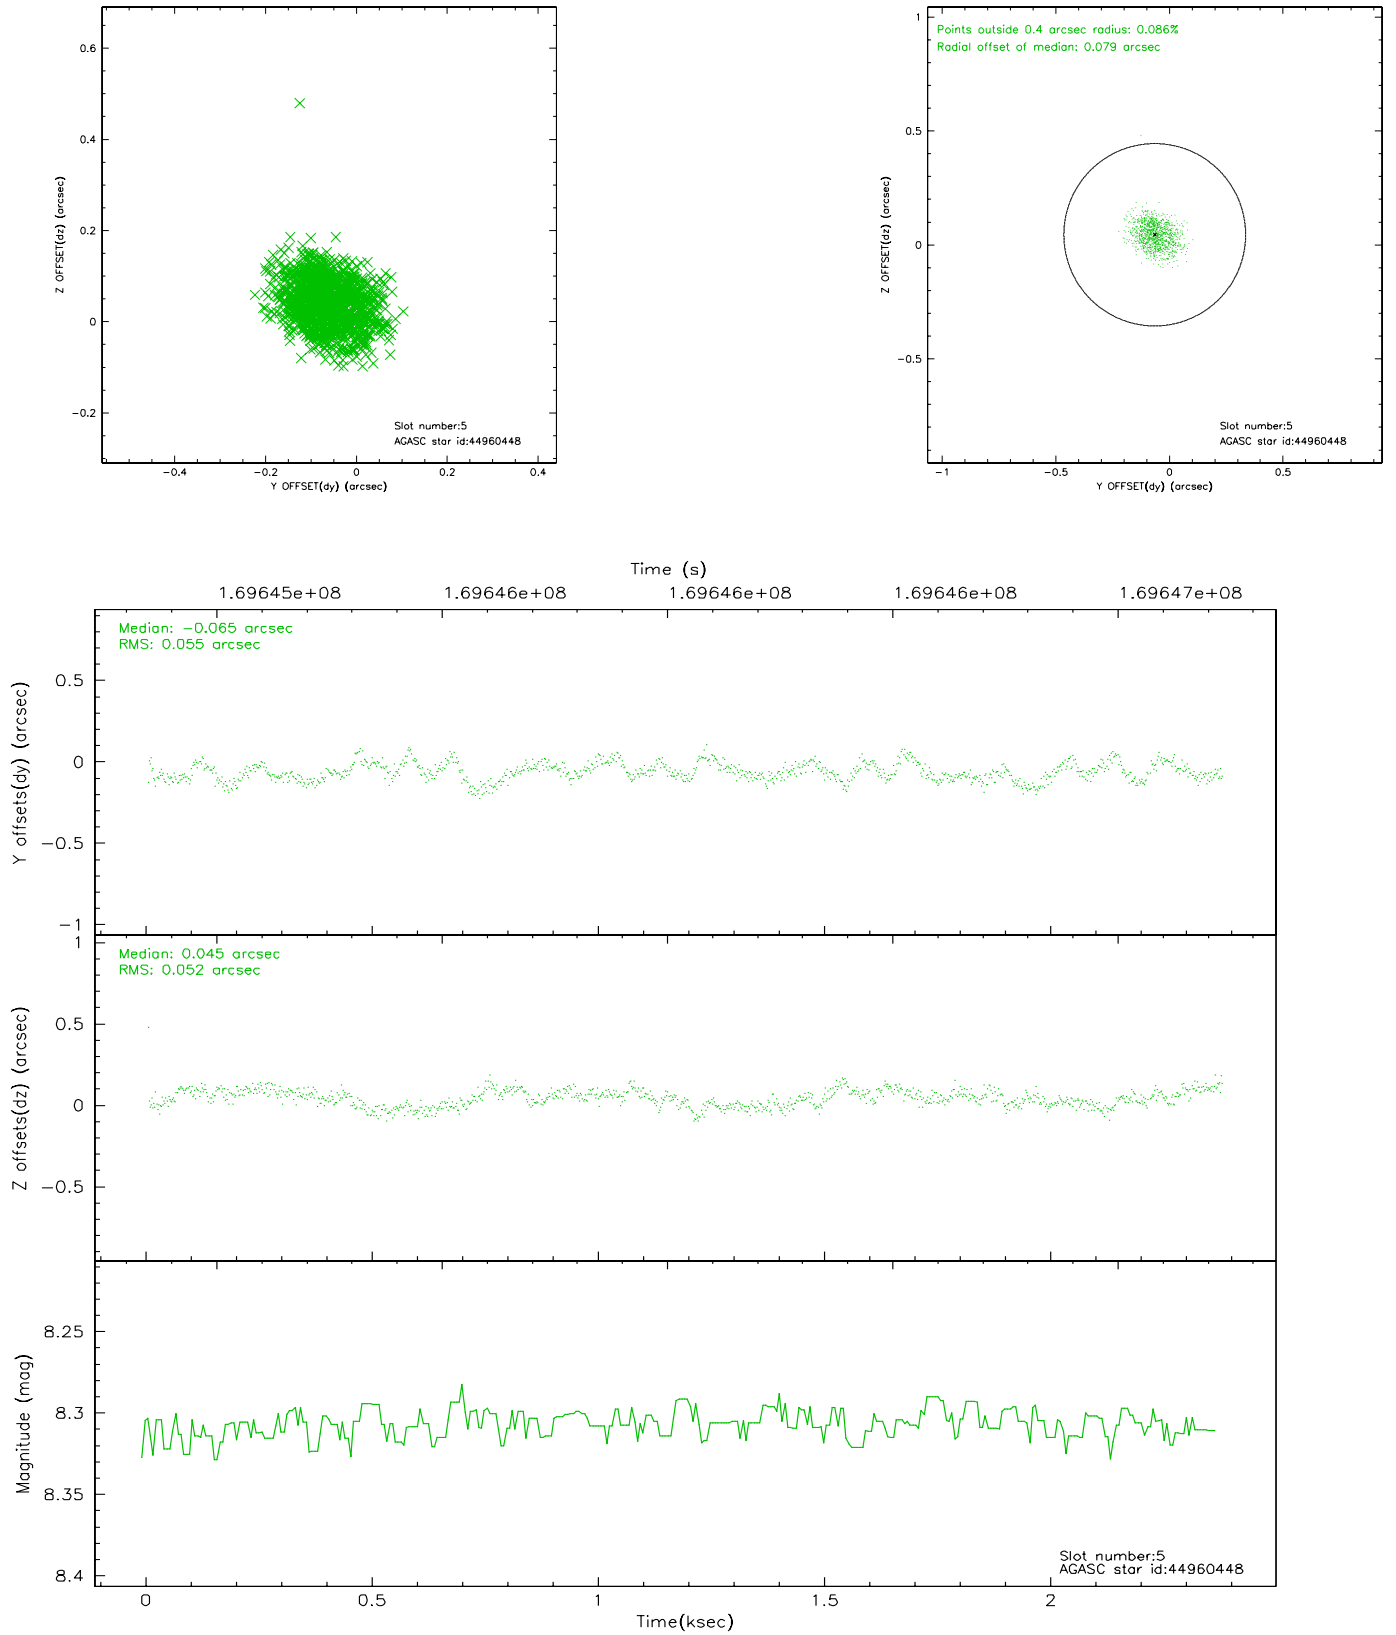 0.6
0.4
0.2
0
−0.2
Z OFFSET(dz) (arcsec)
−0.4 −0.2 0 0.2 0.4
Y OFFSET(dy) (arcsec)
Slot number:5
AGASC star id:44960448
Points outside 0.4 arcsec radius: 0.086%
Radial offset of median: 0.079 arcsec
1
0.5
0
−0.5
Z OFFSET(dz) (arcsec)
−1 −0.5 0 0.5
Y OFFSET(dy) (arcsec)
Slot number:5
AGASC star id:44960448
Time (s)
1.69645e+08 1.69646e+08 1.69646e+08 1.69646e+08 1.69647e+08
Median: −0.065 arcsec
RMS: 0.055 arcsec
0.5
0
−0.5
−1
Y offsets(dy) (arcsec)
Median: 0.045 arcsec
RMS: 0.052 arcsec
1
0.5
0
−0.5
Z offsets(dz) (arcsec)
8.25
8.3
8.35
8.4
Magnitude (mag)
Slot number:5
AGASC star id:44960448
0 0.5 1 1.5 2
Time(ksec)